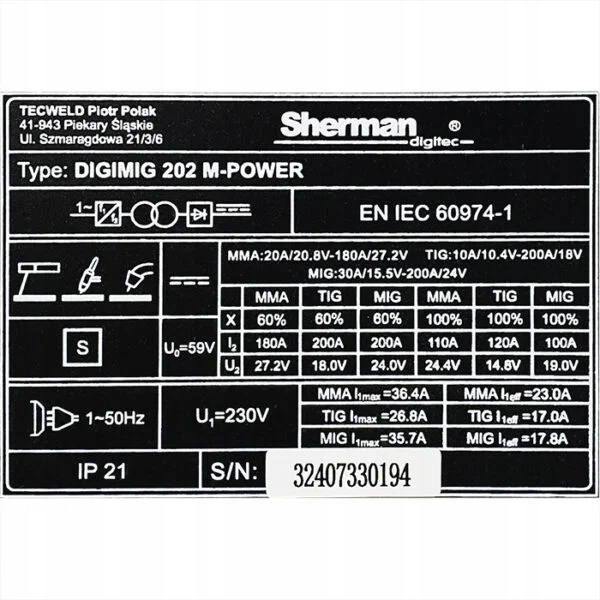 TECWELD Piotr Polak
41-943 Piekary Śląskie
Ul. Szmaragdowa 21/3/6
Sherman ®
digitec
Type: DIGIMIG 202 M-POWER
1~ f₁ f₂
EN IEC 60974-1
MMA:20A/20.8V-180A/27.2V TIG:10A/10.4V-200A/18V
MIG:30A/15.5V-200A/24V
MMA TIG MIG MMA TIG MIG
X 60% 60% 60% 100% 100% 100%
S U₀=59V I₂ 180A 200A 200A 110A 120A 100A
U₂ 27.2V 18.0V 24.0V 24.4V 14.8V 19.0V
1~50Hz U₁=230V
MMA I₁max=36.4A MMA I₁eff=23.0A
TIG I₁max=26.8A TIG I₁eff=17.0A
MIG I₁max=35.7A MIG I₁eff=17.8A
IP 21 S/N: 32407330194